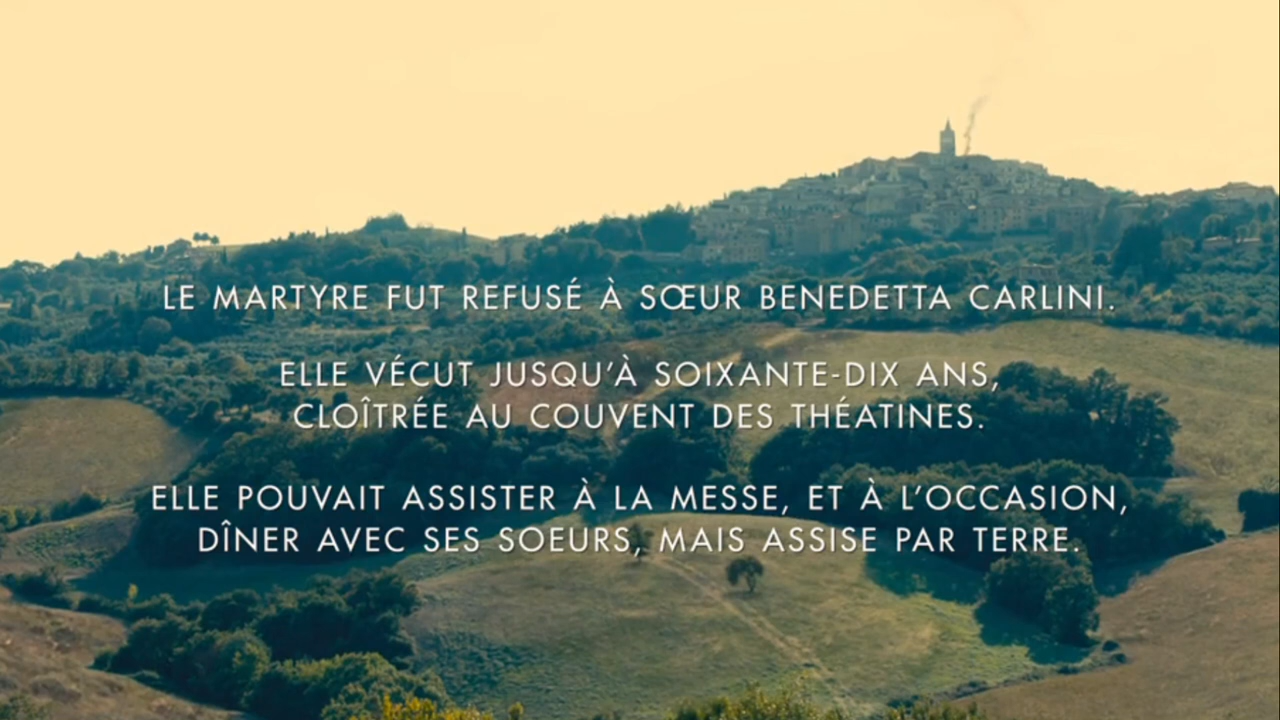 LE MARTYRE FUT REFUSÉ À SŒUR BENEDETTA CARLINI.
ELLE VÉCUT JUSQU'À SOIXANTE-DIX ANS,
CLOÎTRÉE AU COUVENT DES THÉATINES.
ELLE POUVAIT ASSISTER À LA MESSE, ET À L'OCCASION,
DÎNER AVEC SES SOEURS, MAIS ASSISE PAR TERRE.